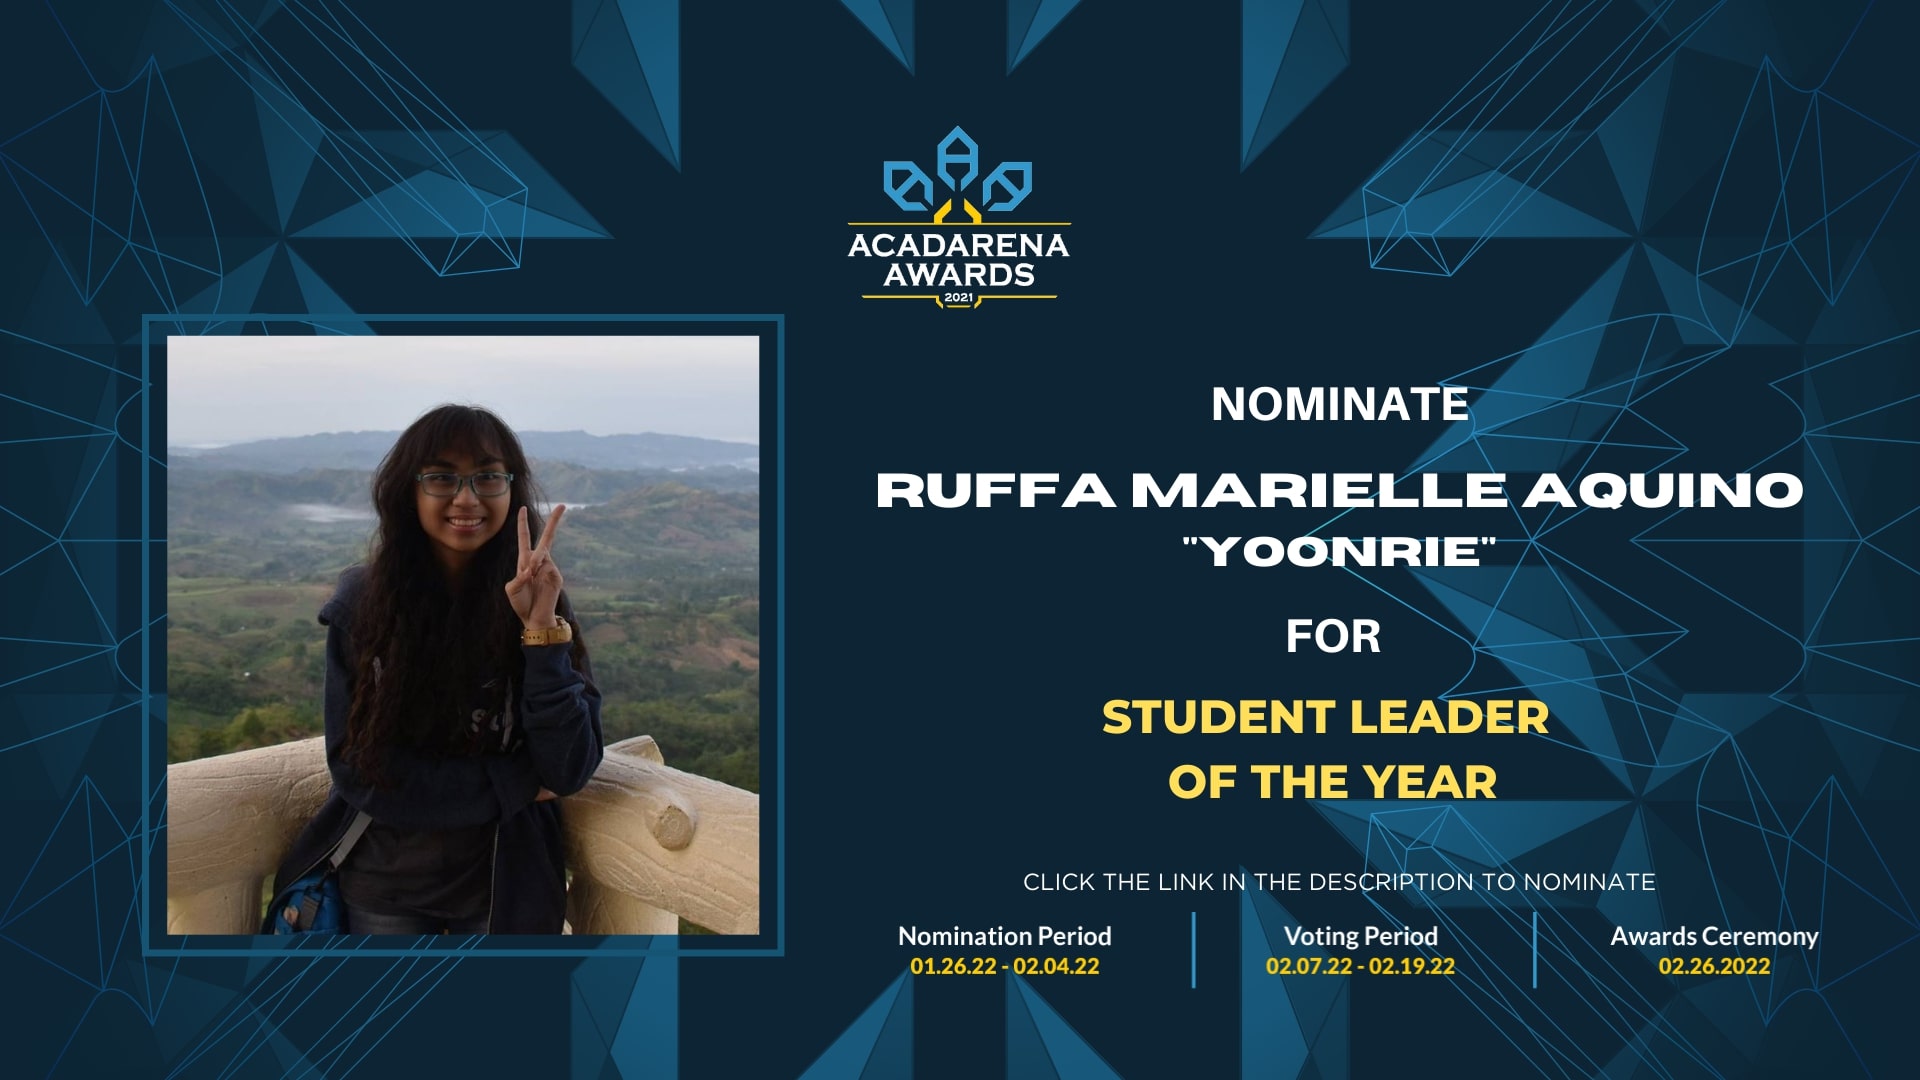 ACADARENA
AWARDS
2021
NOMINATE
RUFFA MARIELLE AQUINO
"YOONRIE"
FOR
STUDENT LEADER
OF THE YEAR
CLICK THE LINK IN THE DESCRIPTION TO NOMINATE
Nomination Period
01.26.22 - 02.04.22
Voting Period
02.07.22 - 02.19.22
Awards Ceremony
02.26.2022